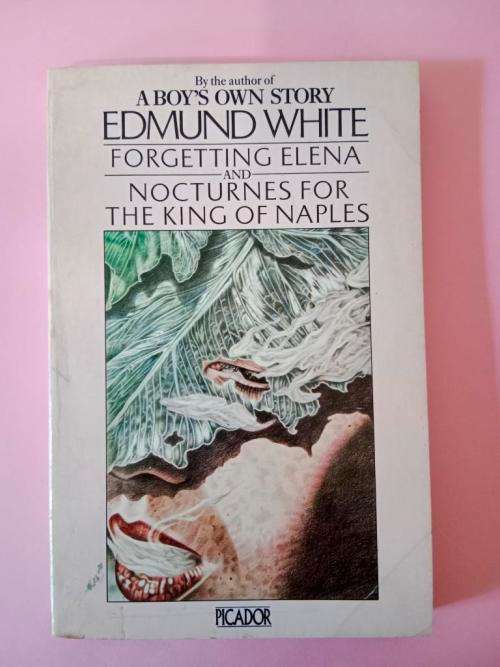 By the author of
A BOY'S OWN STORY
EDMUND WHITE
FORGETTING ELENA
AND
NOCTURNES FOR
THE KING OF NAPLES
PICADOR